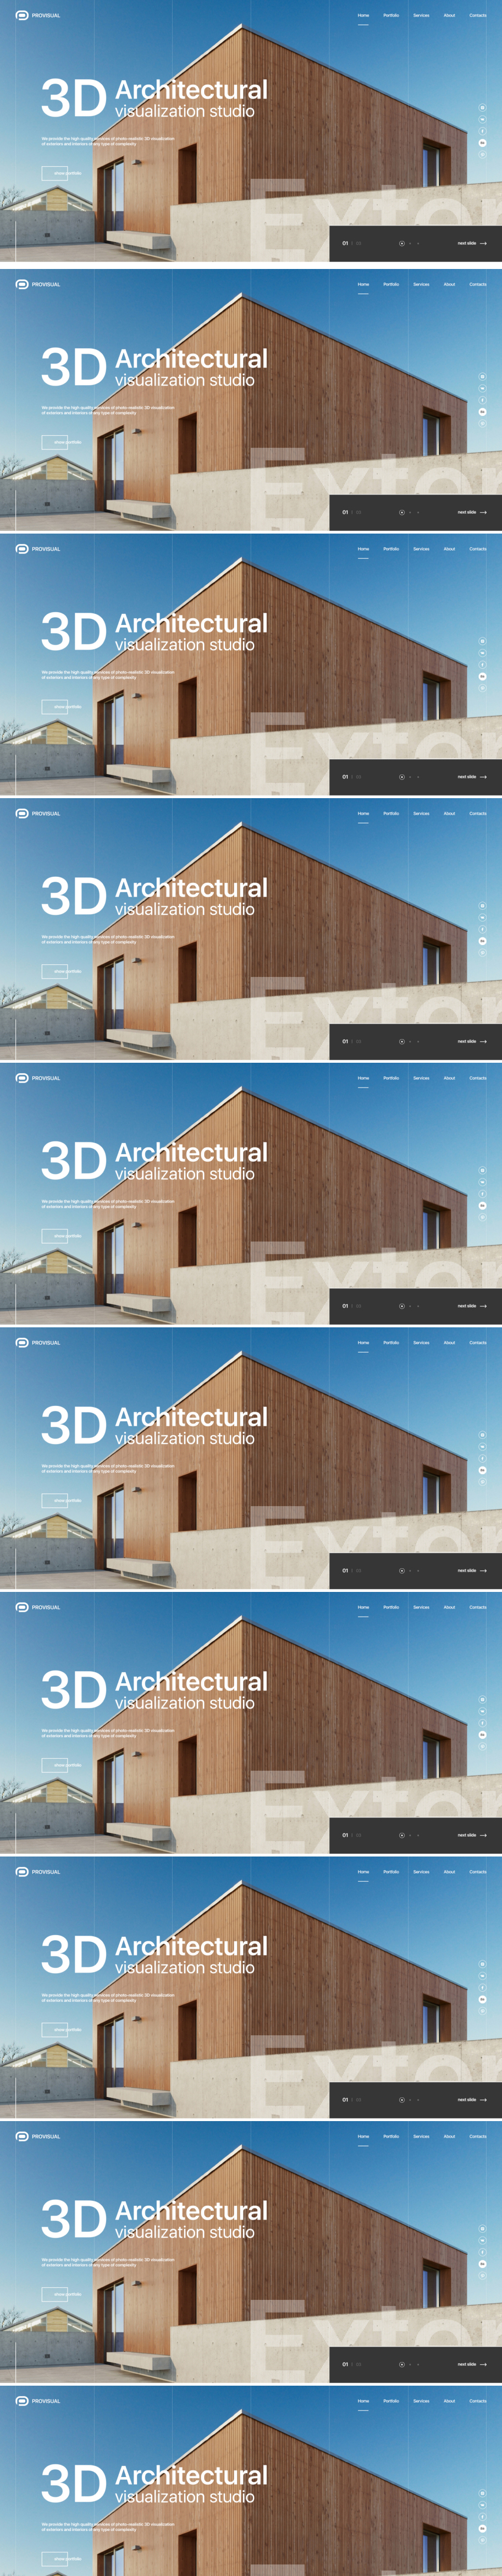 PROVISUAL Home Portfolio Services About Contacts
3D Architectural
visualization studio
We provide the high quality services of photo-realistic 3D visualization
of exteriors and interiors of any type of complexity
show portfolio
Exte
01 next slide
PROVISUAL Home Portfolio Services About Contacts
3D Architectural
visualization studio
We provide the high quality services of photo-realistic 3D visualization
of exteriors and interiors of any type of complexity
show portfolio
Exte
01 next slide
PROVISUAL Home Portfolio Services About Contacts
3D Architectural
visualization studio
We provide the high quality services of photo-realistic 3D visualization
of exteriors and interiors of any type of complexity
show portfolio
Exte
01 next slide
PROVISUAL Home Portfolio Services About Contacts
3D Architectural
visualization studio
We provide the high quality services of photo-realistic 3D visualization
of exteriors and interiors of any type of complexity
show portfolio
Exte
01 next slide
PROVISUAL Home Portfolio Services About Contacts
3D Architectural
visualization studio
We provide the high quality services of photo-realistic 3D visualization
of exteriors and interiors of any type of complexity
show portfolio
Exte
01 next slide
PROVISUAL Home Portfolio Services About Contacts
3D Architectural
visualization studio
We provide the high quality services of photo-realistic 3D visualization
of exteriors and interiors of any type of complexity
show portfolio
Exte
01 next slide
PROVISUAL Home Portfolio Services About Contacts
3D Architectural
visualization studio
We provide the high quality services of photo-realistic 3D visualization
of exteriors and interiors of any type of complexity
show portfolio
Exte
01 next slide
PROVISUAL Home Portfolio Services About Contacts
3D Architectural
visualization studio
We provide the high quality services of photo-realistic 3D visualization
of exteriors and interiors of any type of complexity
show portfolio
Exte
01 next slide
PROVISUAL Home Portfolio Services About Contacts
3D Architectural
visualization studio
We provide the high quality services of photo-realistic 3D visualization
of exteriors and interiors of any type of complexity
show portfolio
Exte
01 next slide
PROVISUAL Home Portfolio Services About Contacts
3D Architectural
visualization studio
We provide the high quality services of photo-realistic 3D visualization
of exteriors and interiors of any type of complexity
show portfolio